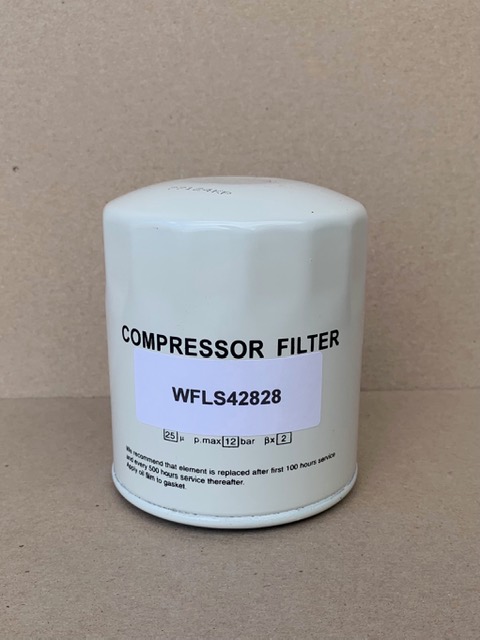 COMPRESSOR FILTER
WFLS42828
25 μ p.max 12 bar βx 2
We recommend that element is replaced after first 100 hours service
and every 500 hours service thereafter.
Apply oil film to gasket.